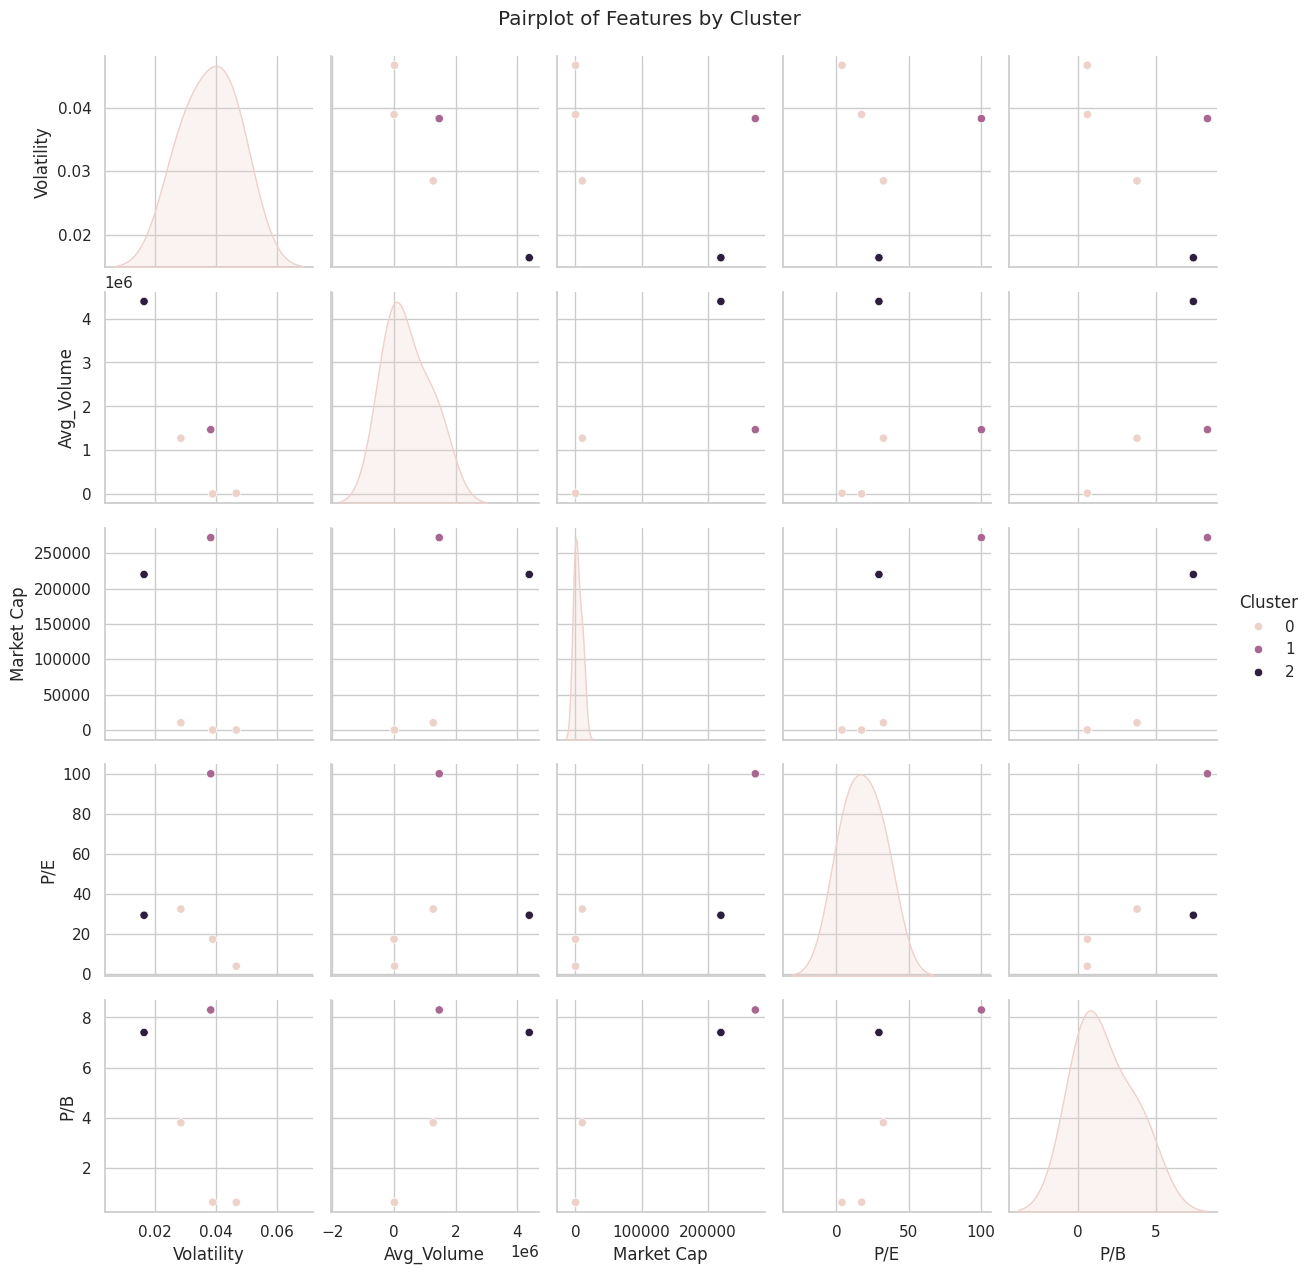 Pairplot of Features by Cluster
0.04
0.03
0.02
Volatility
1e6
4
3
2
1
0
Avg_Volume
250000
200000
150000
100000
50000
0
Market Cap
Cluster
0
1
2
100
80
60
40
20
0
P/E
8
6
4
2
P/B
0.02 0.04 0.06
Volatility
−2 0 2 4
1e6
Avg_Volume
0 100000 200000
Market Cap
0 50 100
P/E
0 5
P/B